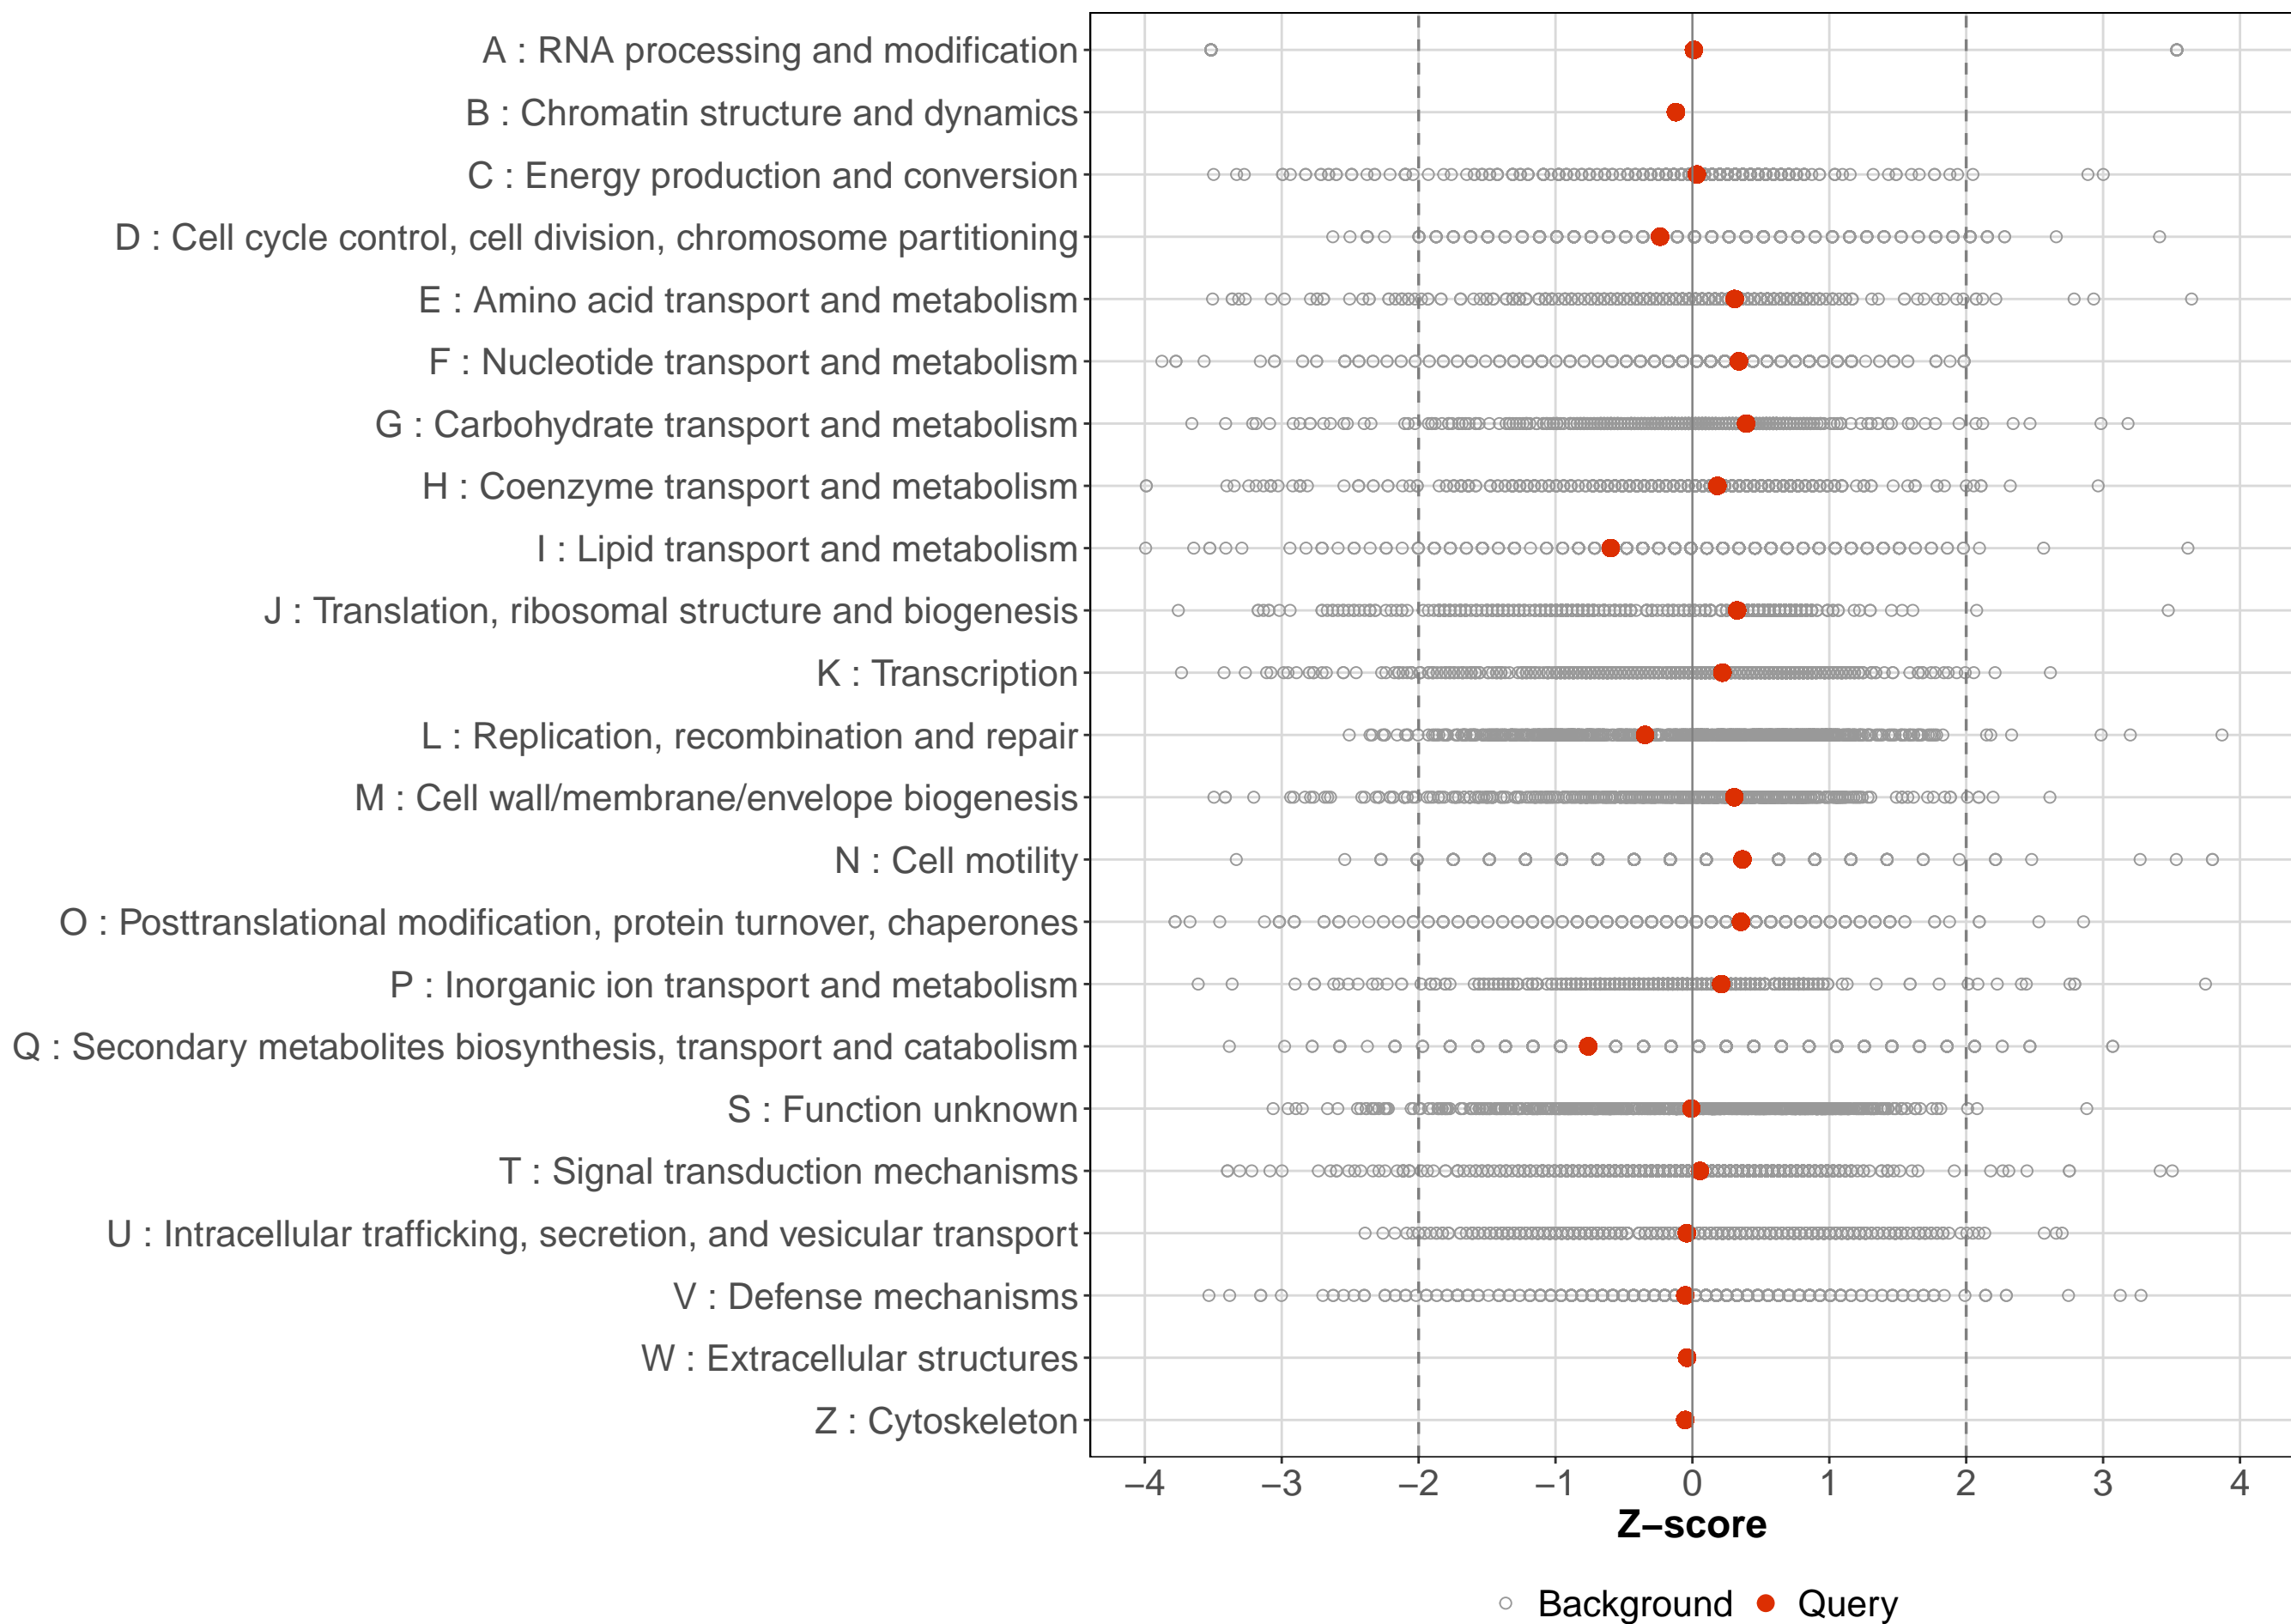 A : RNA processing and modification
B : Chromatin structure and dynamics
C : Energy production and conversion
D : Cell cycle control, cell division, chromosome partitioning
E : Amino acid transport and metabolism
F : Nucleotide transport and metabolism
G : Carbohydrate transport and metabolism
H : Coenzyme transport and metabolism
I : Lipid transport and metabolism
J : Translation, ribosomal structure and biogenesis
K : Transcription
L : Replication, recombination and repair
M : Cell wall/membrane/envelope biogenesis
N : Cell motility
O : Posttranslational modification, protein turnover, chaperones
P : Inorganic ion transport and metabolism
Q : Secondary metabolites biosynthesis, transport and catabolism
S : Function unknown
T : Signal transduction mechanisms
U : Intracellular trafficking, secretion, and vesicular transport
V : Defense mechanisms
W : Extracellular structures
Z : Cytoskeleton
−4 −3 −2 −1 0 1 2 3 4
Z−score
Background Query